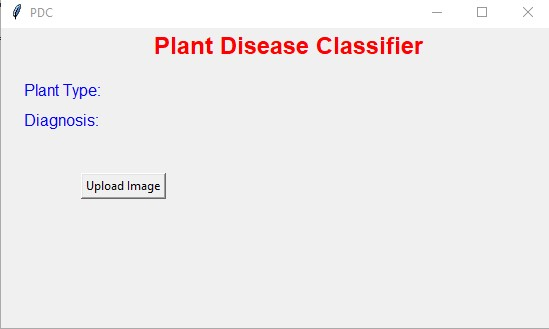 PDC
Plant Disease Classifier
Plant Type:
Diagnosis:
Upload Image